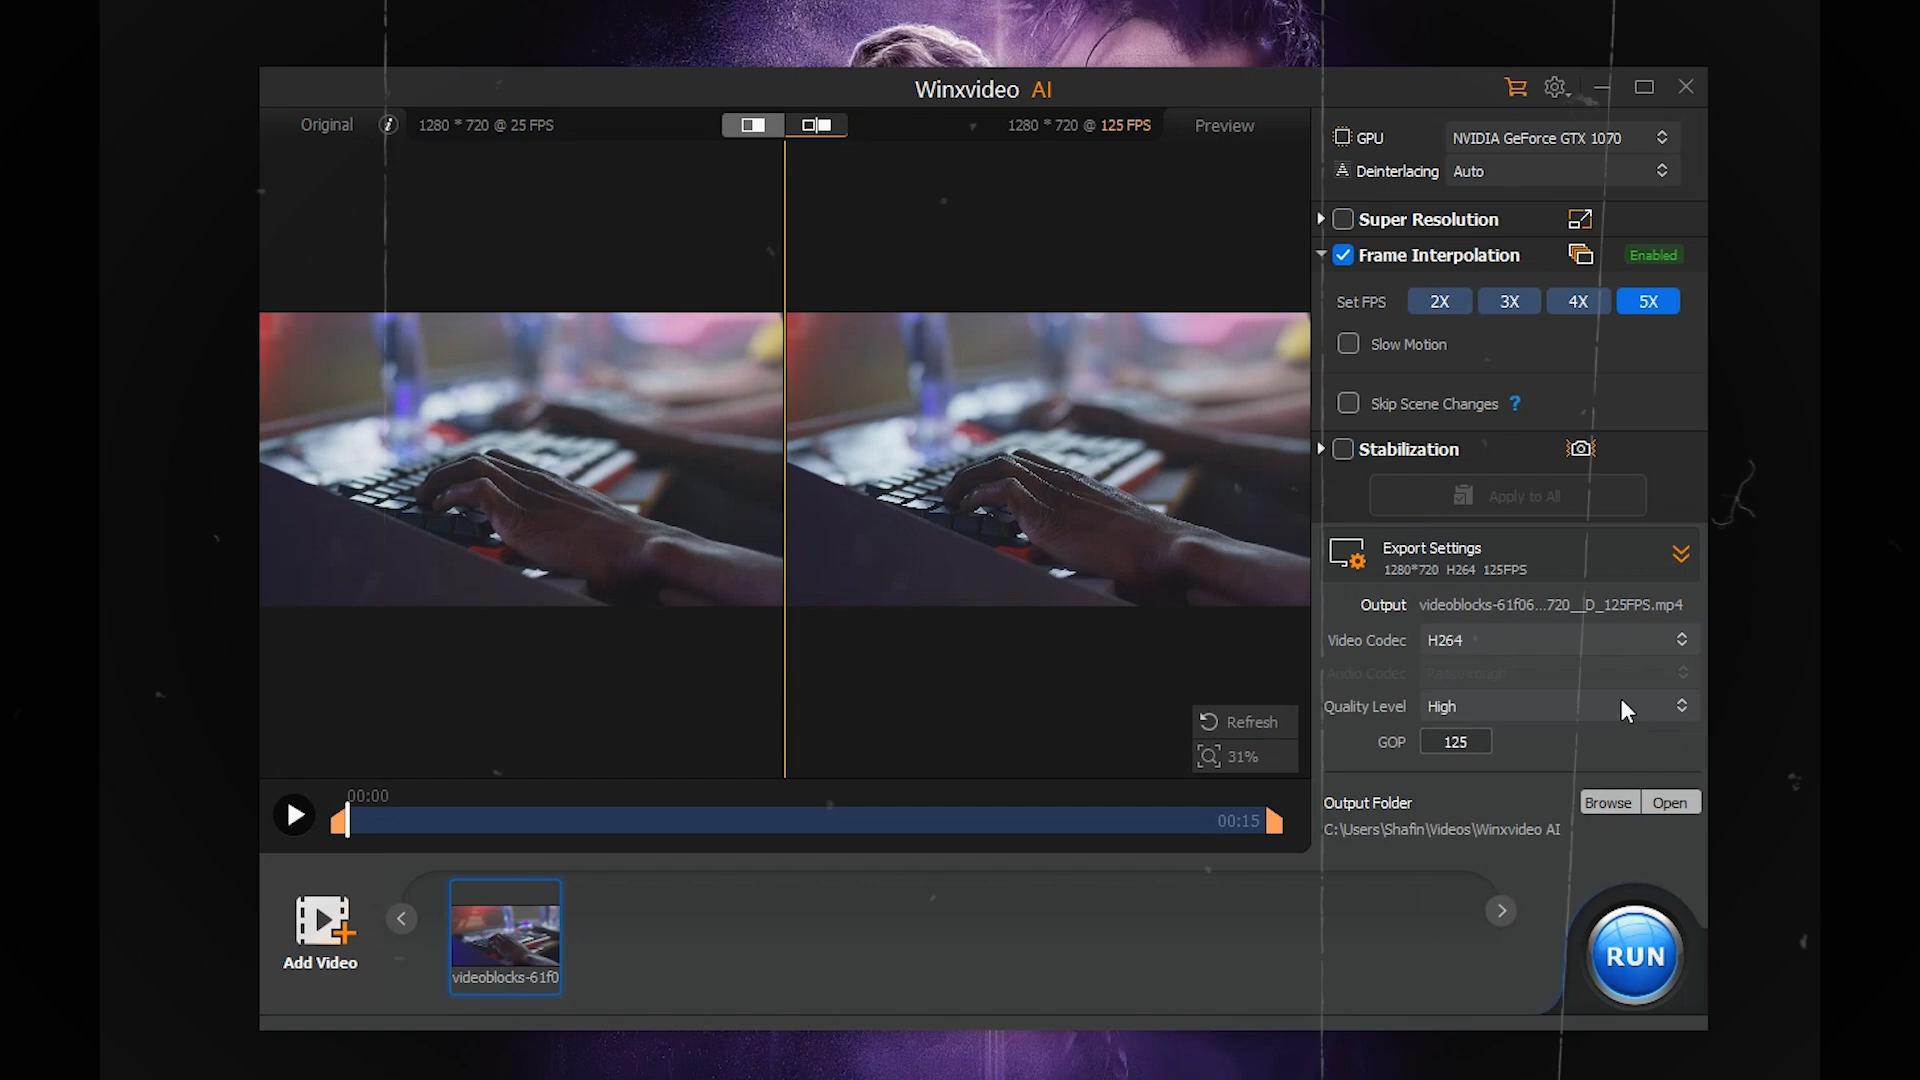 Winxvideo AI
Original
1280 * 720 @ 25 FPS
1280 * 720 @ 125 FPS
Preview
GPU NVIDIA GeForce GTX 1070
Deinterlacing Auto
Super Resolution
Frame Interpolation Enabled
Set FPS 2X 3X 4X 5X
Slow Motion
Skip Scene Changes ?
Stabilization
Apply to All
Export Settings
1280*720 H264 125FPS
Output videoblocks-61f06...720__D_125FPS.mp4
Video Codec H264
Audio Codec Passthrough
Quality Level High
GOP 125
Refresh
31%
00:00
00:15
Output Folder Browse Open
C:\Users\Shafin\Videos\Winxvideo AI
Add Video
videoblocks-61f0
RUN